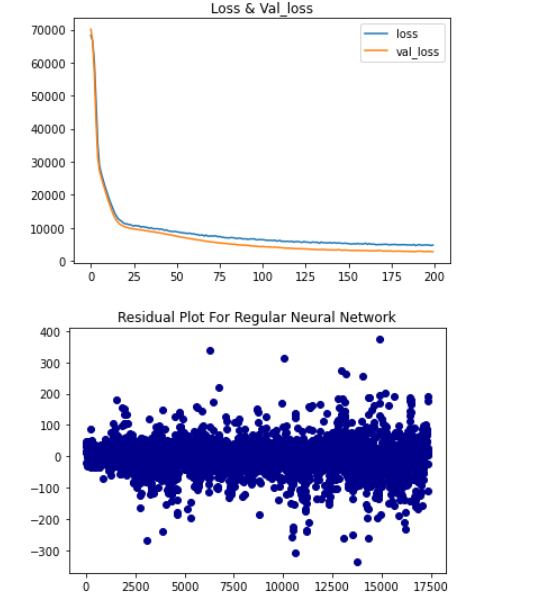 Loss & Val_loss
70000
60000
50000
40000
30000
20000
10000
0
loss
val_loss
0 25 50 75 100 125 150 175 200
Residual Plot For Regular Neural Network
400
300
200
100
0
−100
−200
−300
0 2500 5000 7500 10000 12500 15000 17500